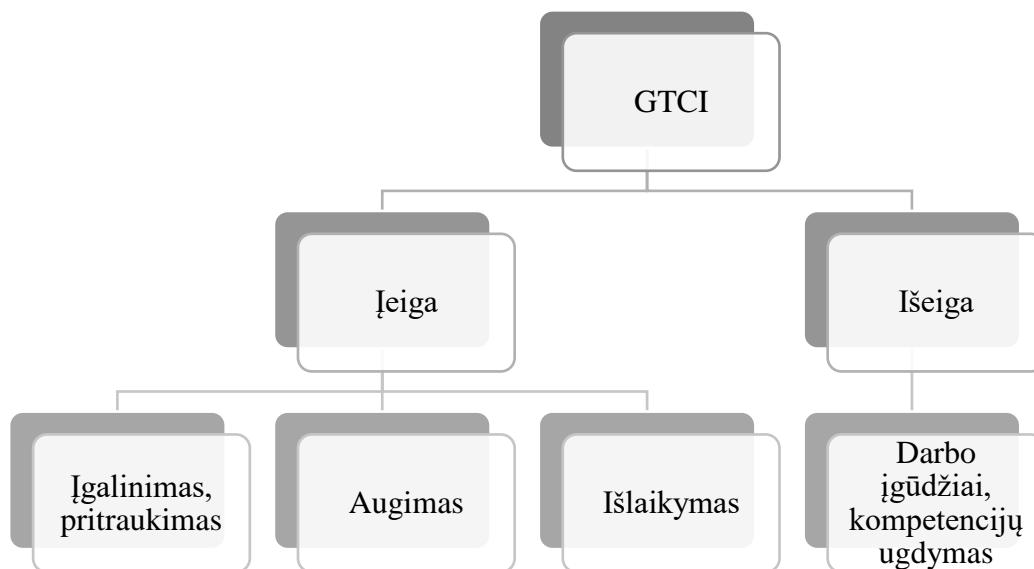 GTCI
Įeiga
Išeiga
Įgalinimas,
pritraukimas
Augimas
Išlaikymas
Darbo
įgūdžiai,
kompetencijų
ugdymas